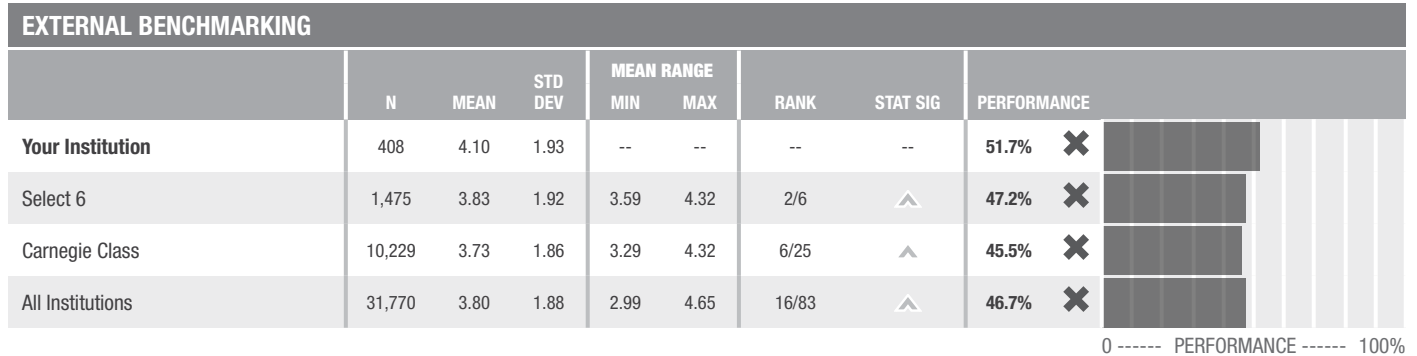 EXTERNAL BENCHMARKING
N MEAN STD DEV MEAN RANGE MIN MAX RANK STAT SIG PERFORMANCE
Your Institution 408 4.10 1.93 -- -- -- -- 51.7%
Select 6 1,475 3.83 1.92 3.59 4.32 2/6 47.2%
Carnegie Class 10,229 3.73 1.86 3.29 4.32 6/25 45.5%
All Institutions 31,770 3.80 1.88 2.99 4.65 16/83 46.7%
0 ------ PERFORMANCE ------ 100%